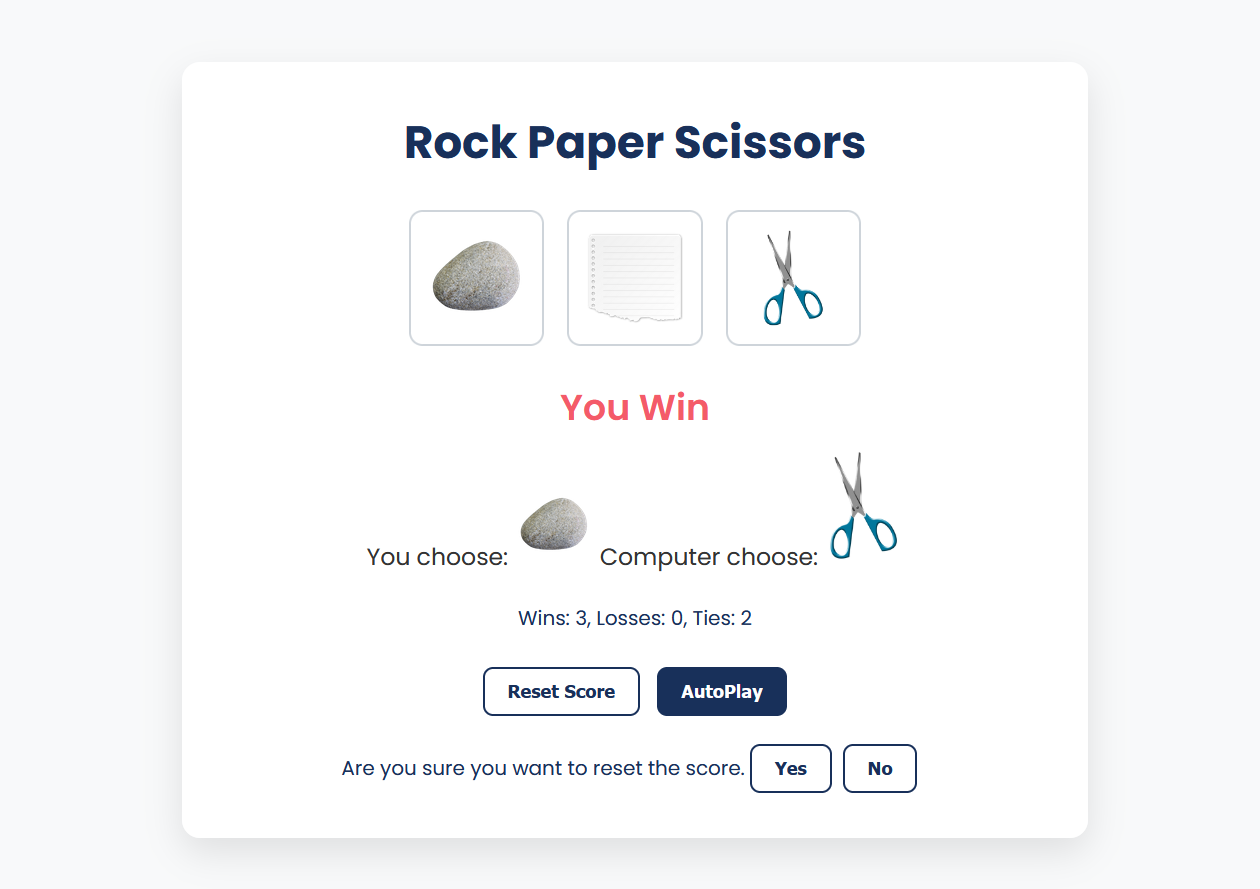 Rock Paper Scissors
You Win
You choose: Computer choose:
Wins: 3, Losses: 0, Ties: 2
Reset Score AutoPlay
Are you sure you want to reset the score. Yes No